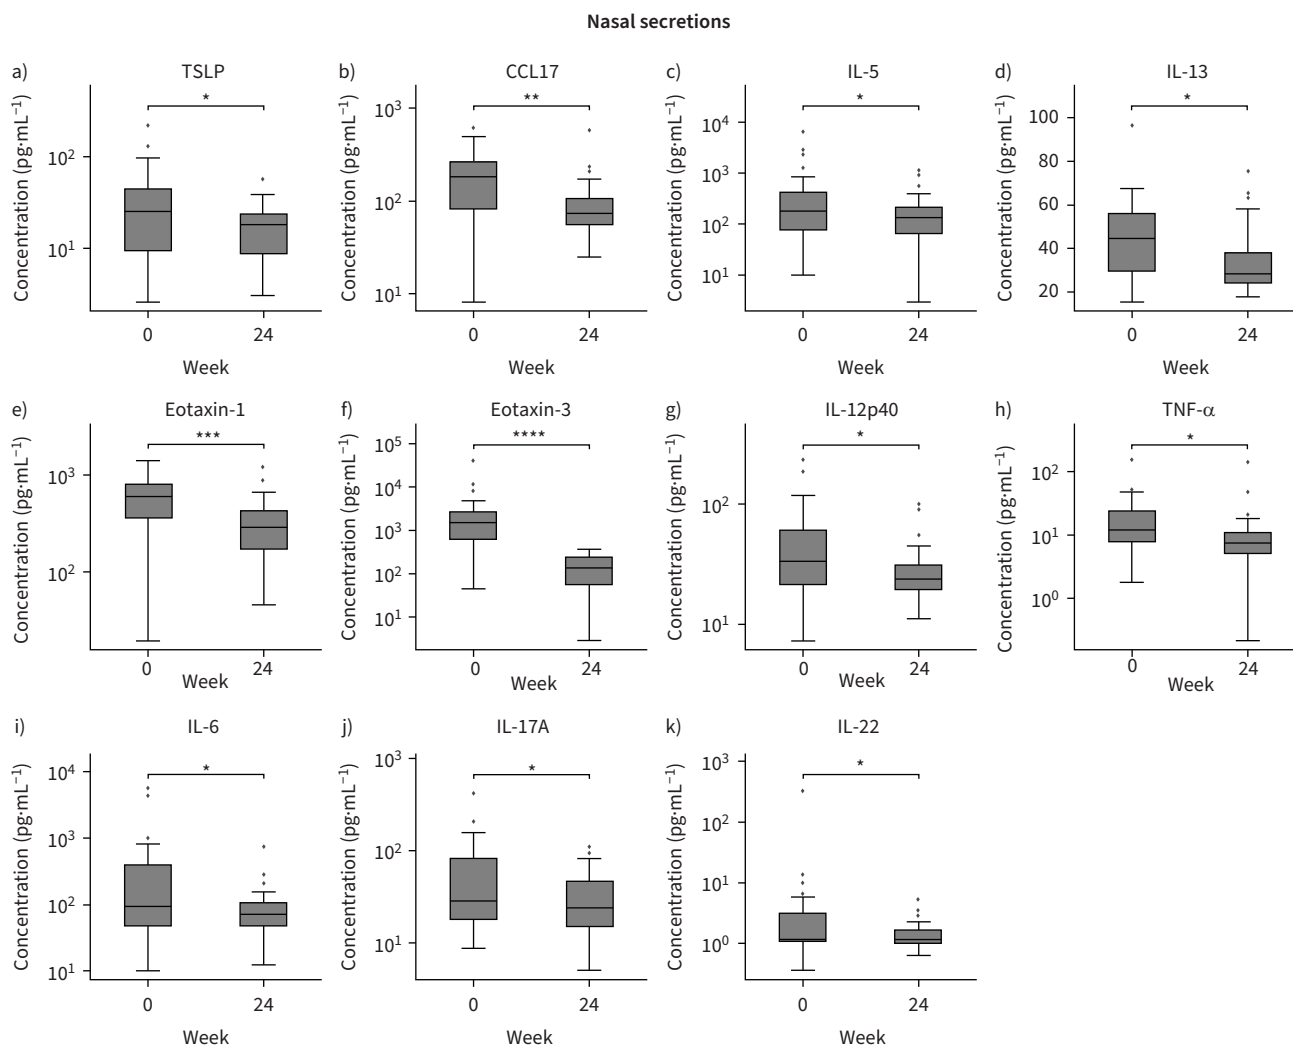 Nasal secretions
a) TSLP
Concentration (pg·mL⁻¹)
*
10²
10¹
0 24
Week
b) CCL17
Concentration (pg·mL⁻¹)
**
10³
10²
10¹
0 24
Week
c) IL-5
Concentration (pg·mL⁻¹)
*
10⁴
10³
10²
10¹
0 24
Week
d) IL-13
Concentration (pg·mL⁻¹)
*
100
80
60
40
20
0 24
Week
e) Eotaxin-1
Concentration (pg·mL⁻¹)
***
10³
10²
0 24
Week
f) Eotaxin-3
Concentration (pg·mL⁻¹)
****
10⁵
10⁴
10³
10²
10¹
0 24
Week
g) IL-12p40
Concentration (pg·mL⁻¹)
*
10²
10¹
0 24
Week
h) TNF-α
Concentration (pg·mL⁻¹)
*
10²
10¹
10⁰
0 24
Week
i) IL-6
Concentration (pg·mL⁻¹)
*
10⁴
10³
10²
10¹
0 24
Week
j) IL-17A
Concentration (pg·mL⁻¹)
*
10³
10²
10¹
0 24
Week
k) IL-22
Concentration (pg·mL⁻¹)
*
10³
10²
10¹
10⁰
0 24
Week